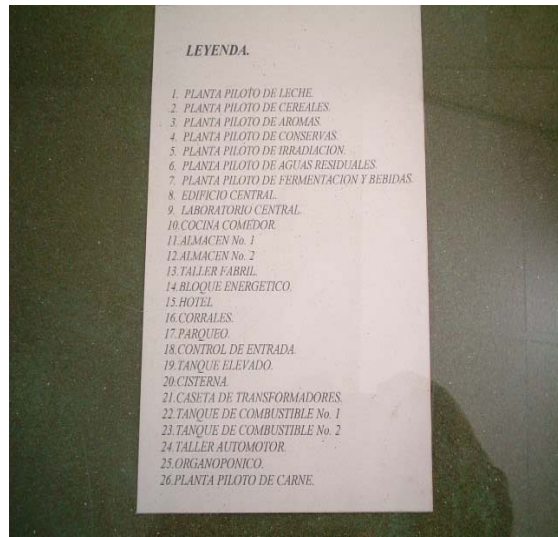 LEYENDA.
1. PLANTA PILOTO DE LECHE.
2. PLANTA PILOTO DE CEREALES.
3. PLANTA PILOTO DE AROMAS.
4. PLANTA PILOTO DE CONSERVAS.
5. PLANTA PILOTO DE IRRADIACION.
6. PLANTA PILOTO DE AGUAS RESIDUALES.
7. PLANTA PILOTO DE FERMENTACION Y BEBIDAS.
8. EDIFICIO CENTRAL.
9. LABORATORIO CENTRAL.
10.COCINA COMEDOR.
11.ALMACEN No. 1
12.ALMACEN No. 2
13.TALLER FABRIL.
14.BLOQUE ENERGETICO.
15.HOTEL
16.CORRALES.
17.PARQUEO.
18.CONTROL DE ENTRADA.
19.TANQUE ELEVADO.
20.CISTERNA.
21.CASETA DE TRANSFORMADORES.
22.TANQUE DE COMBUSTIBLE No. 1
23.TANQUE DE COMBUSTIBLE No. 2
24.TALLER AUTOMOTOR.
25.ORGANOPONICO.
26.PLANTA PILOTO DE CARNE.